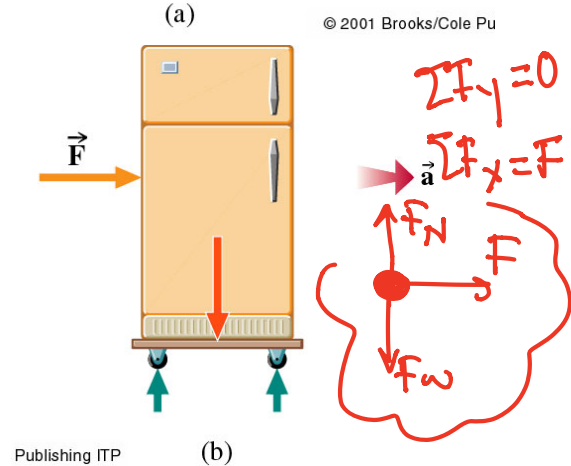 (a)
© 2001 Brooks/Cole Pu
ΣFy=0
ΣFx=F
F⃗
a⃗
FN
F
Fw
Publishing ITP
(b)